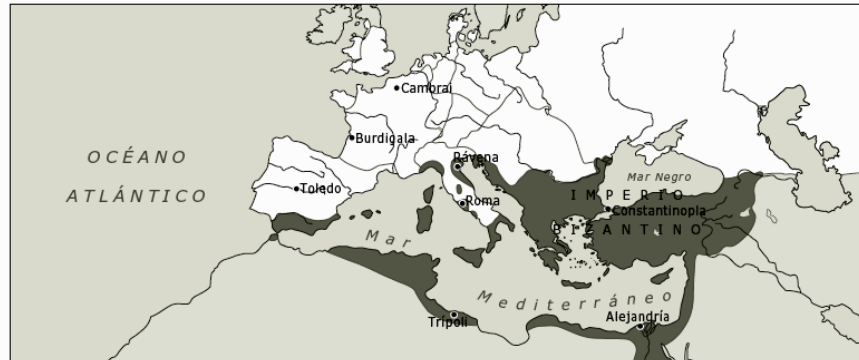 Cambrai
Burdigala
OCÉANO
ATLÁNTICO
Toledo
Rávena
Roma
Mar Negro
IMPERIO
Constantinopla
BIZANTINO
Mar
Mediterráneo
Trípoli
Alejandría